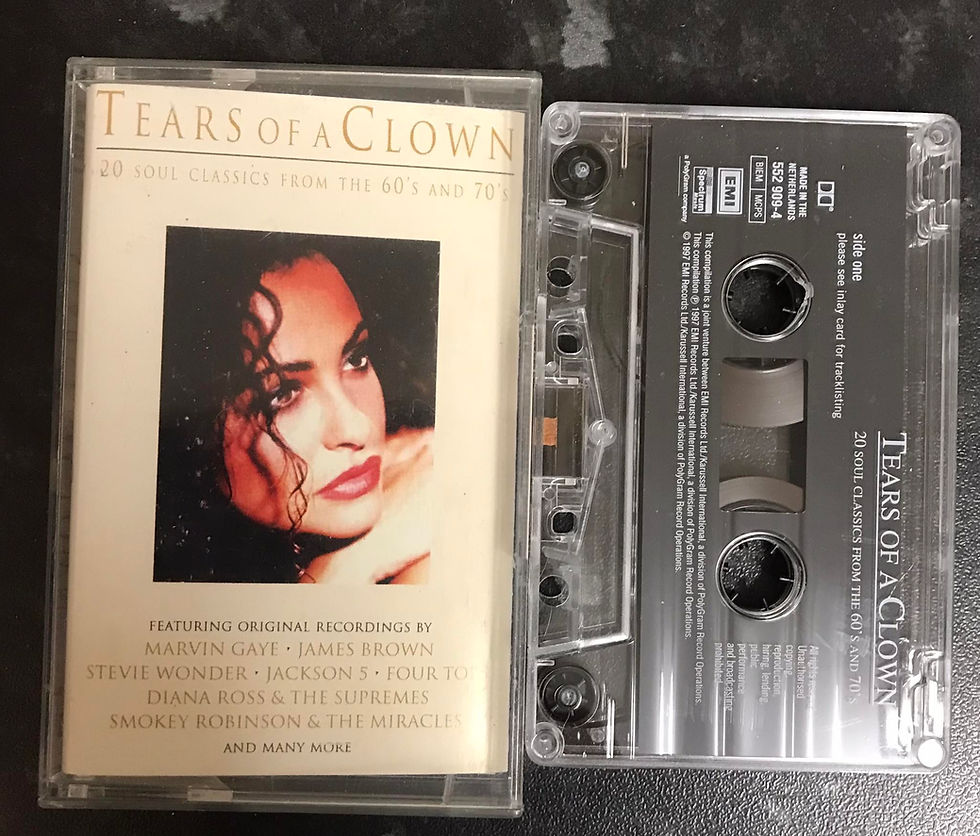 TEARS OF A CLOWN
20 SOUL CLASSICS FROM THE 60's AND 70's
FEATURING ORIGINAL RECORDINGS BY
MARVIN GAYE · JAMES BROWN
STEVIE WONDER · JACKSON 5 · FOUR TO
DIANA ROSS & THE SUPREMES
SMOKEY ROBINSON & THE MIRACLES
AND MANY MORE
TEARS OF A CLOWN
20 SOUL CLASSICS FROM THE 60's AND 70's
side one
please see inlay card for tracklisting
MADE IN THE
NETHERLANDS
552 909-4
BIEM MCPS
EMI
Spectrum
Music
a PolyGram company
This compilation is a joint venture between EMI Records Ltd./Karussell International, a division of PolyGram Record Operations.
This compilation ℗ 1997 EMI Records Ltd./Karussell International, a division of PolyGram Record Operations.
© 1997 EMI Records Ltd./Karussell International, a division of PolyGram Record Operations.
All rights
Unauthorised
copying,
reproduction,
hiring, lending,
public
performance
and broadcasting
prohibited